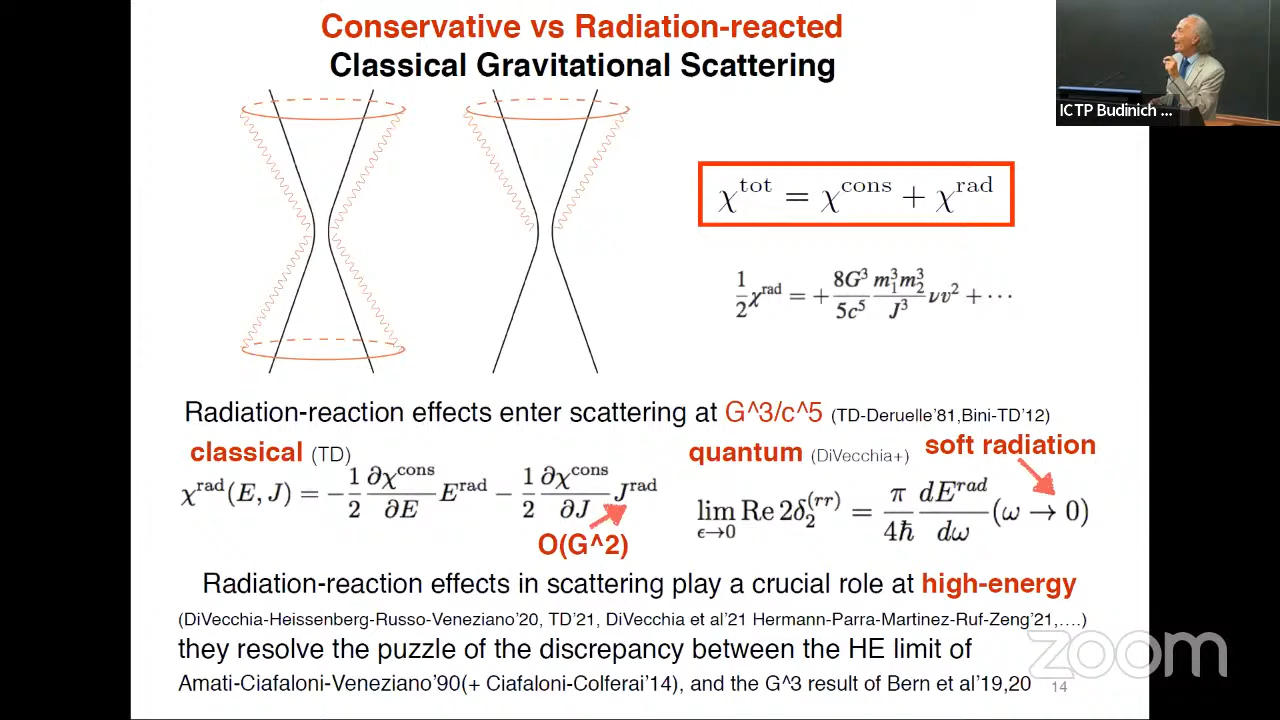 Conservative vs Radiation-reacted
Classical Gravitational Scattering
ICTP Budinich ...
χ^tot = χ^cons + χ^rad
1/2 χ^rad = + 8G^3/5c^5 m_1^3 m_2^3/J^3 νv^2 + ···
Radiation-reaction effects enter scattering at G^3/c^5 (TD-Deruelle'81,Bini-TD'12)
classical (TD)
χ^rad(E, J) = − 1/2 ∂χ^cons/∂E E^rad − 1/2 ∂χ^cons/∂J J^rad
O(G^2)
quantum (DiVecchia+)
soft radiation
lim_{ϵ→0} Re 2δ_2^(rr) = π/4ħ dE^rad/dω (ω → 0)
Radiation-reaction effects in scattering play a crucial role at high-energy
(DiVecchia-Heissenberg-Russo-Veneziano'20, TD'21, DiVecchia et al'21 Hermann-Parra-Martinez-Ruf-Zeng'21,....)
they resolve the puzzle of the discrepancy between the HE limit of
Amati-Ciafaloni-Veneziano'90(+ Ciafaloni-Colferai'14), and the G^3 result of Bern et al'19,20
14
zoom